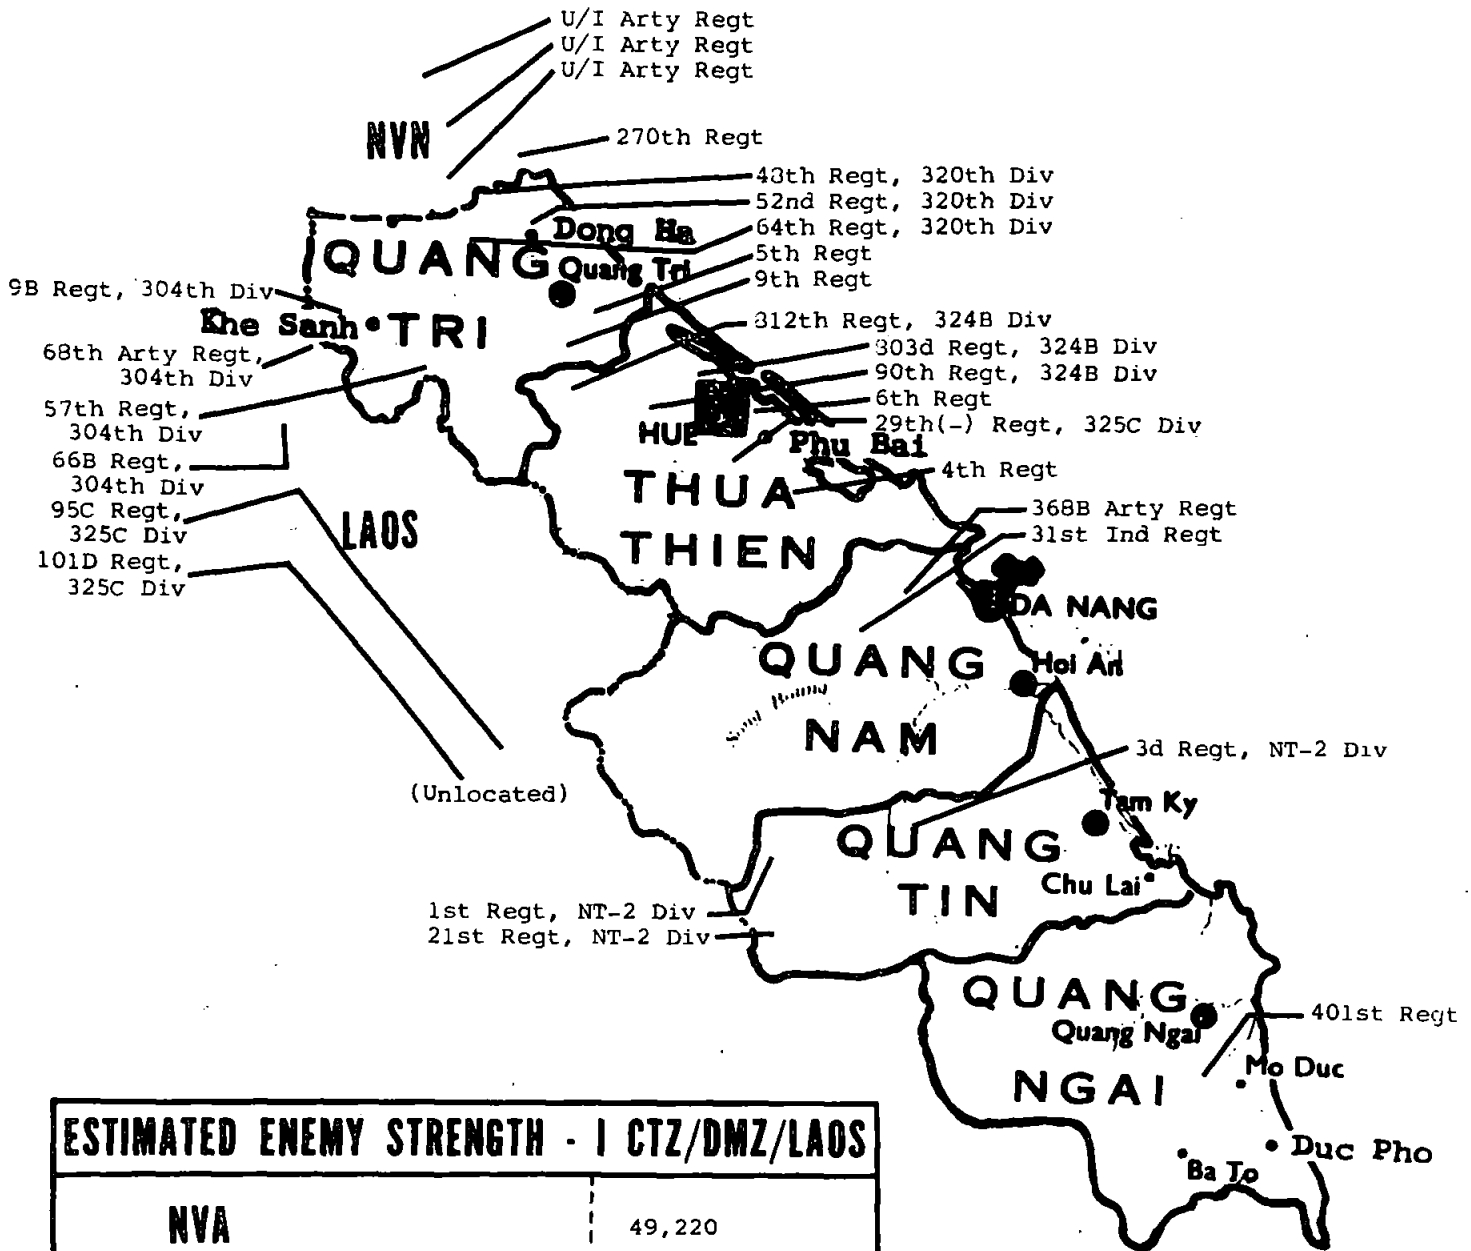 U/I Arty Regt
U/I Arty Regt
U/I Arty Regt
NVN
270th Regt
48th Regt, 320th Div
52nd Regt, 320th Div
64th Regt, 320th Div
5th Regt
9th Regt
812th Regt, 324B Div
803d Regt, 324B Div
90th Regt, 324B Div
6th Regt
29th(-) Regt, 325C Div
4th Regt
368B Arty Regt
31st Ind Regt
Dong Ha
QUANG
Quang Tri
TRI
9B Regt, 304th Div
Khe Sanh
68th Arty Regt,
304th Div
57th Regt,
304th Div
66B Regt,
304th Div
95C Regt,
325C Div
101D Regt,
325C Div
LAOS
(Unlocated)
HUE
Phu Bai
THUA
THIEN
DA NANG
QUANG
Hoi An
NAM
3d Regt, NT-2 Div
Tam Ky
QUANG
Chu Lai
TIN
1st Regt, NT-2 Div
21st Regt, NT-2 Div
QUANG
Quang Ngai
401st Regt
Mo Duc
NGAI
Duc Pho
Ba To
ESTIMATED ENEMY STRENGTH - I CTZ/DMZ/LAOS
NVA
49,220